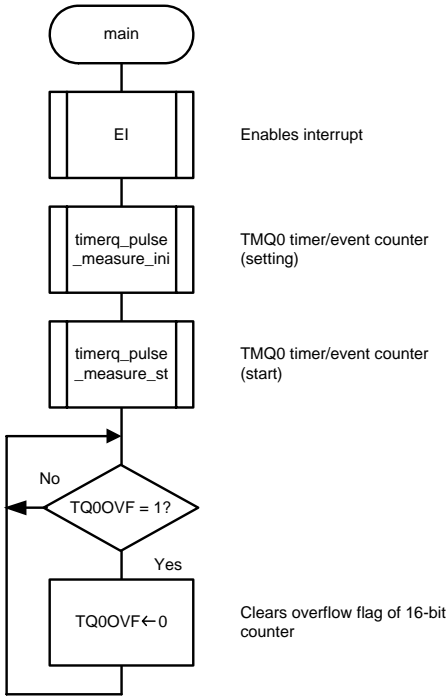 main
EI
Enables interrupt
timerq_pulse
_measure_ini
TMQ0 timer/event counter
(setting)
timerq_pulse
_measure_st
TMQ0 timer/event counter
(start)
No
TQ0OVF = 1?
Yes
TQ0OVF←0
Clears overflow flag of 16-bit
counter